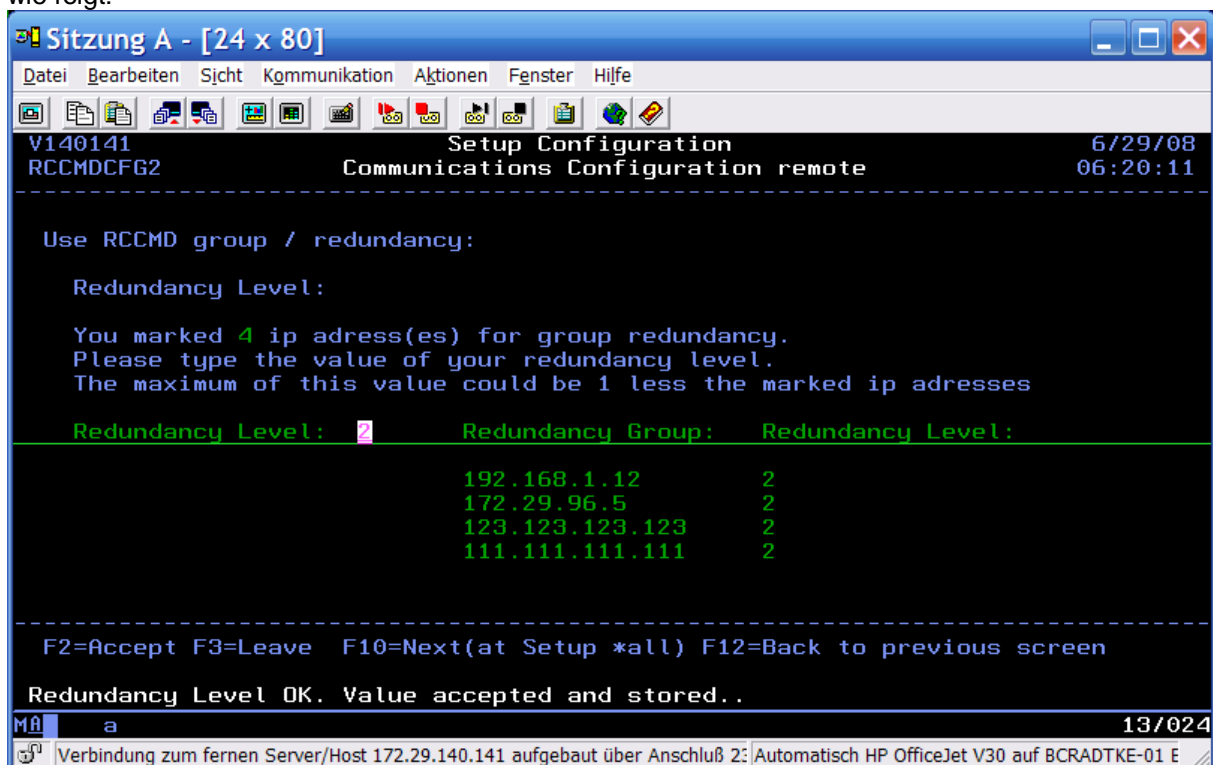 wie folgt.
Sitzung A - [24 x 80]
Datei Bearbeiten Sicht Kommunikation Aktionen Fenster Hilfe
V140141 Setup Configuration 6/29/08
RCCMDCFG2 Communications Configuration remote 06:20:11
Use RCCMD group / redundancy:
Redundancy Level:
You marked 4 ip adress(es) for group redundancy.
Please type the value of your redundancy level.
The maximum of this value could be 1 less the marked ip adresses
Redundancy Level: 2 Redundancy Group: Redundancy Level:
192.168.1.12 2
172.29.96.5 2
123.123.123.123 2
111.111.111.111 2
F2=Accept F3=Leave F10=Next(at Setup *all) F12=Back to previous screen
Redundancy Level OK. Value accepted and stored..
MA a 13/024
Verbindung zum fernen Server/Host 172.29.140.141 aufgebaut über Anschluß 23 Automatisch HP OfficeJet V30 auf BCRADTKE-01 E